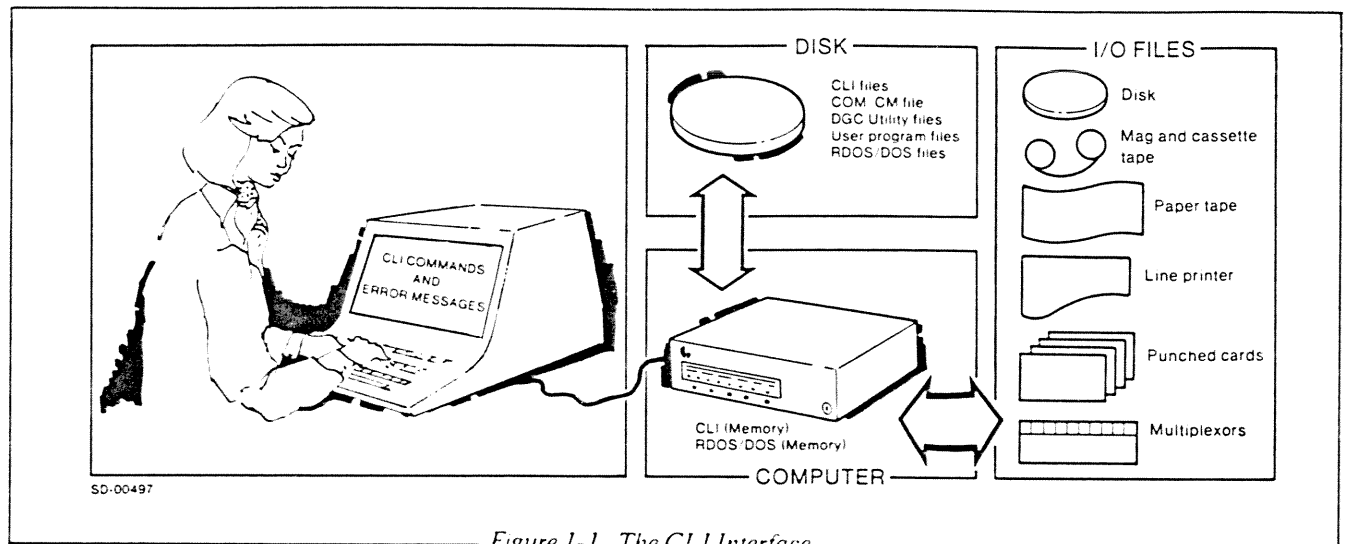 DISK
I/O FILES
CLI files
COM CM file
DGC Utility files
User program files
RDOS/DOS files
Disk
Mag and cassette
tape
Paper tape
Line printer
Punched cards
Multiplexors
CLI COMMANDS
AND
ERROR MESSAGES
CLI (Memory)
RDOS/DOS (Memory)
COMPUTER
SD-00497
Figure 1-1. The CLI Interface